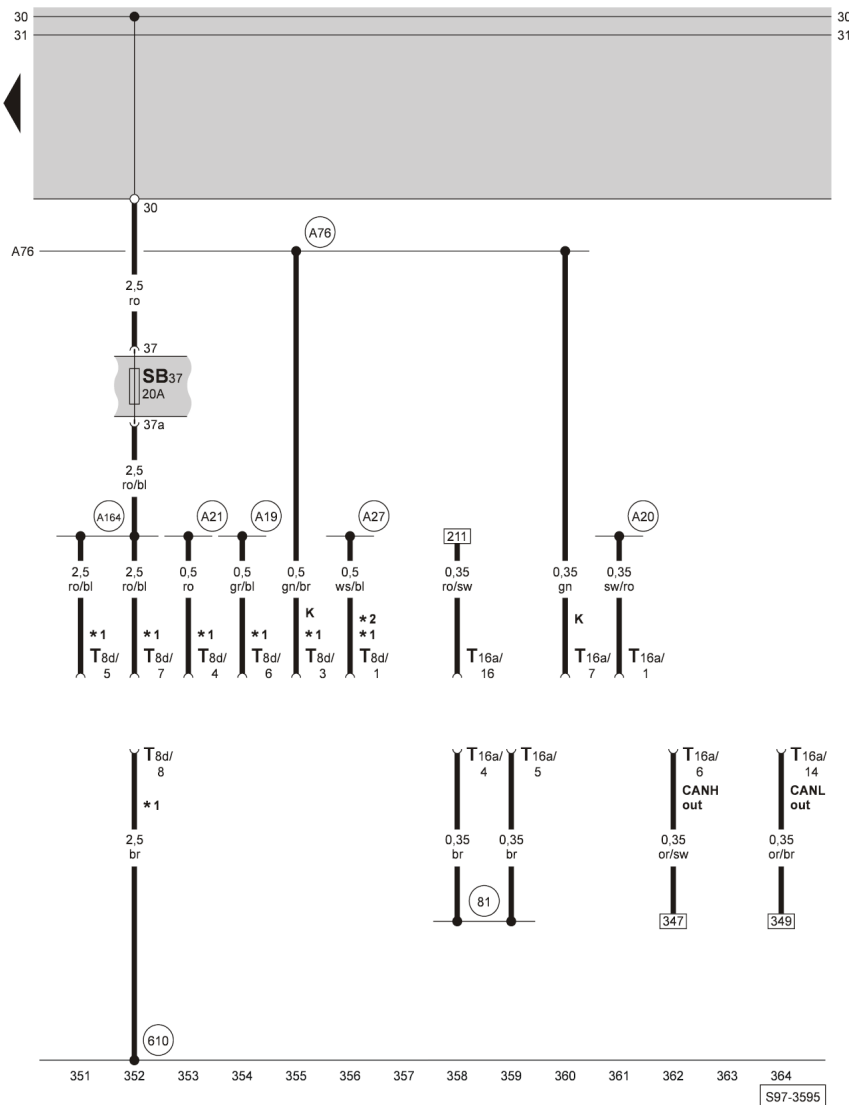 30 30
31 31
30
A76 A76
2,5
ro
37
SB37
20A
37a
2,5
ro/bl
A164 A21 A19 A27 211 A20
2,5 2,5 0,5 0,5 0,5 0,5 0,35 0,35 0,35
ro/bl ro/bl ro gr/bl gn/br ws/bl ro/sw gn sw/ro
K *2 K
*1 *1 *1 *1 *1 *1
T8d/ T8d/ T8d/ T8d/ T8d/ T8d/ T16a/ T16a/ T16a/
5 7 4 6 3 1 16 7 1
T8d/ T16a/ T16a/ T16a/ T16a/
8 4 5 6 14
CANH CANL
*1 out out
2,5 0,35 0,35 0,35 0,35
br br br or/sw or/br
81 347 349
610
351 352 353 354 355 356 357 358 359 360 361 362 363 364
S97-3595